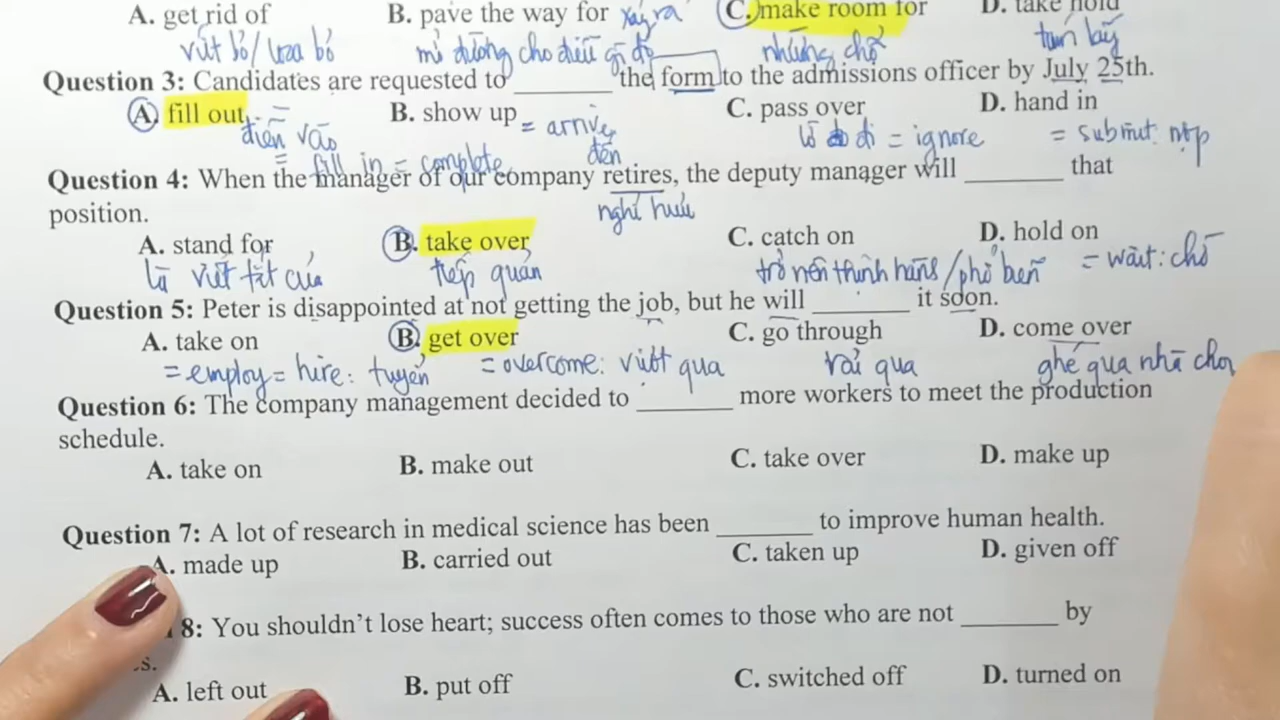 A. get rid of B. pave the way for xảy ra C. make room for D. take hold
vứt bỏ / loại bỏ mở đường cho điều gì đó nhường chỗ tóm lấy
Question 3: Candidates are requested to ________ the form to the admissions officer by July 25th.
A. fill out B. show up = arrive C. pass over D. hand in
điền vào đến lờ đi = ignore = submit: nộp
= fill in = complete
Question 4: When the manager of our company retires, the deputy manager will ________ that
position. nghỉ hưu
A. stand for B. take over C. catch on D. hold on
là viết tắt của tiếp quản trở nên thịnh hành / phổ biến = wait: chờ
Question 5: Peter is disappointed at not getting the job, but he will ________ it soon.
A. take on B. get over C. go through D. come over
= employ = hire: tuyển = overcome: vượt qua trải qua ghé qua nhà chơi
Question 6: The company management decided to ________ more workers to meet the production
schedule.
A. take on B. make out C. take over D. make up
Question 7: A lot of research in medical science has been ________ to improve human health.
A. made up B. carried out C. taken up D. given off
8: You shouldn't lose heart; success often comes to those who are not ________ by
s.
A. left out B. put off C. switched off D. turned on